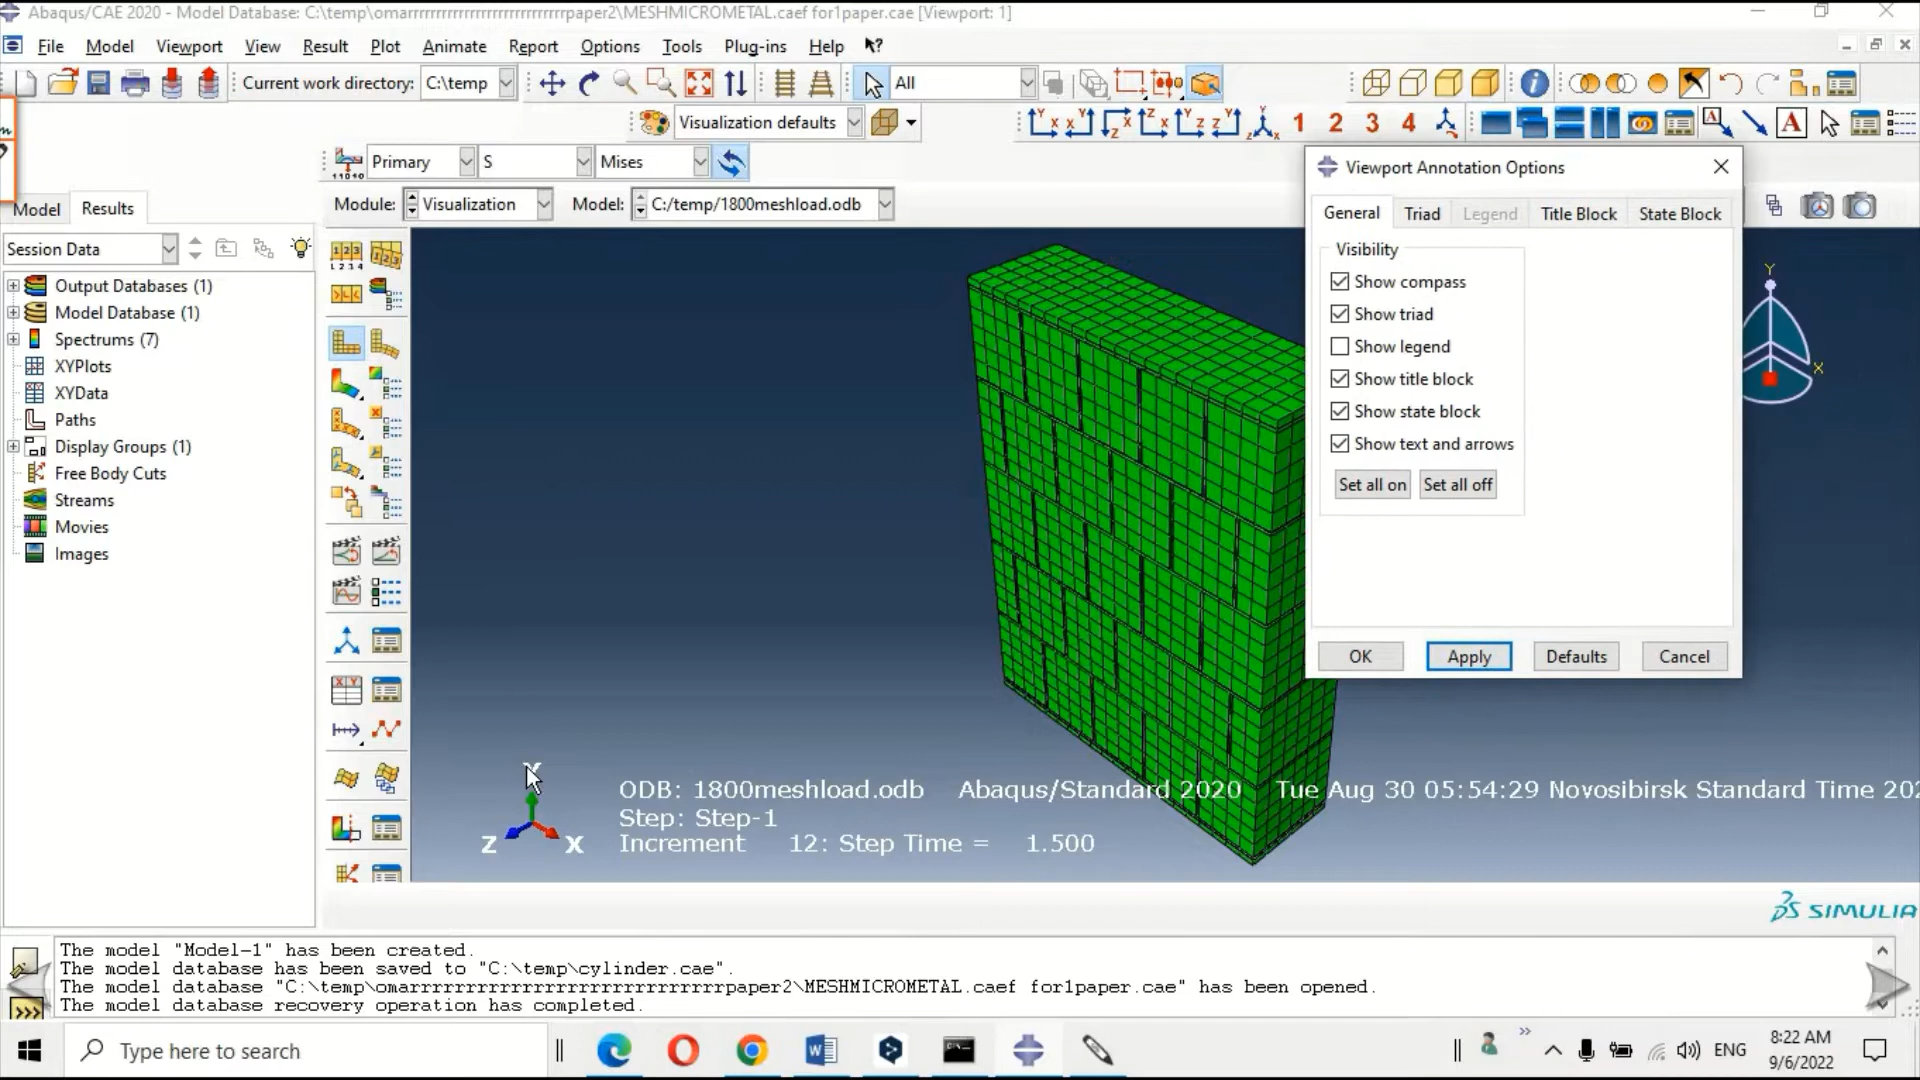 Abaqus/CAE 2020 - Model Database: C:\temp\omarrrrrrrrrrrrrrrrrrrrrrrrrrrrpaper2\MESHMICROMETAL.caef for1paper.cae [Viewport: 1]
File Model Viewport View Result Plot Animate Report Options Tools Plug-ins Help
Current work directory: C:\temp
All
Visualization defaults
1 2 3 4
Primary S Mises
Module: Visualization Model: C:/temp/1800meshload.odb
Model Results
Session Data
Output Databases (1)
Model Database (1)
Spectrums (7)
XYPlots
XYData
Paths
Display Groups (1)
Free Body Cuts
Streams
Movies
Images
Viewport Annotation Options
General Triad Legend Title Block State Block
Visibility
Show compass
Show triad
Show legend
Show title block
Show state block
Show text and arrows
Set all on Set all off
OK Apply Defaults Cancel
Y
X
Y
Z X
ODB: 1800meshload.odb Abaqus/Standard 2020 Tue Aug 30 05:54:29 Novosibirsk Standard Time 202
Step: Step-1
Increment 12: Step Time = 1.500
SIMULIA
The model "Model-1" has been created.
The model database has been saved to "C:\temp\cylinder.cae".
The model database "C:\temp\omarrrrrrrrrrrrrrrrrrrrrrrrrrrrpaper2\MESHMICROMETAL.caef for1paper.cae" has been opened.
The model database recovery operation has completed.
Type here to search
ENG
8:22 AM
9/6/2022